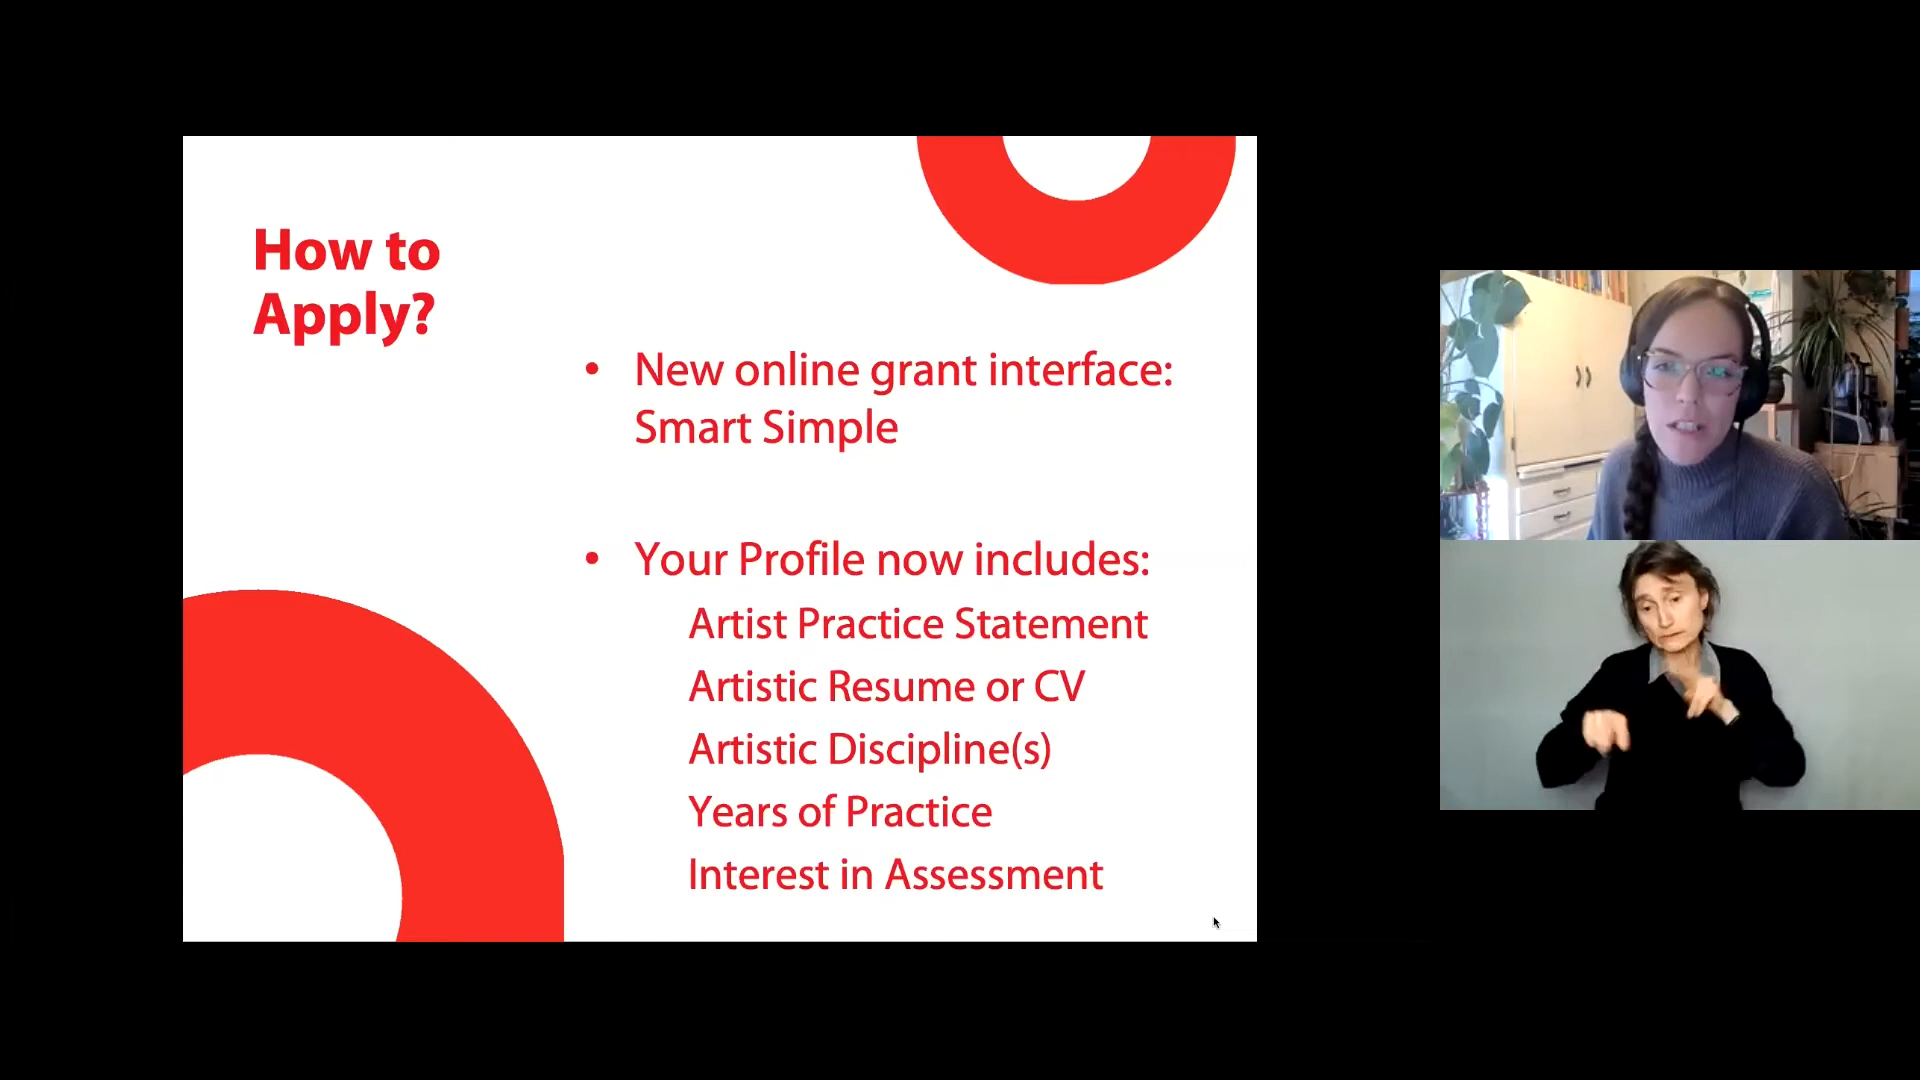 How to
Apply?
• New online grant interface:
Smart Simple
• Your Profile now includes:
Artist Practice Statement
Artistic Resume or CV
Artistic Discipline(s)
Years of Practice
Interest in Assessment